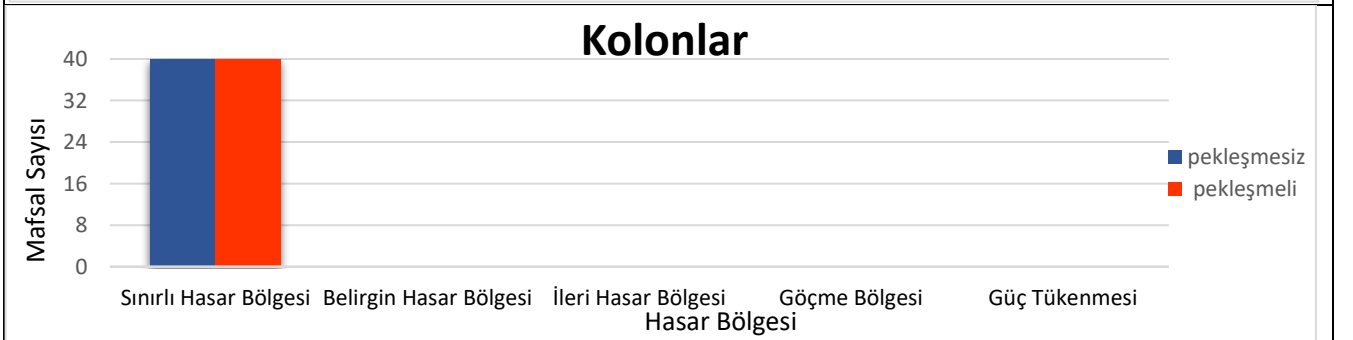 Kolonlar
40
32
24
16
8
0
Mafsal Sayısı
Sınırlı Hasar Bölgesi Belirgin Hasar Bölgesi İleri Hasar Bölgesi Göçme Bölgesi Güç Tükenmesi
Hasar Bölgesi
pekleşmesiz
pekleşmeli